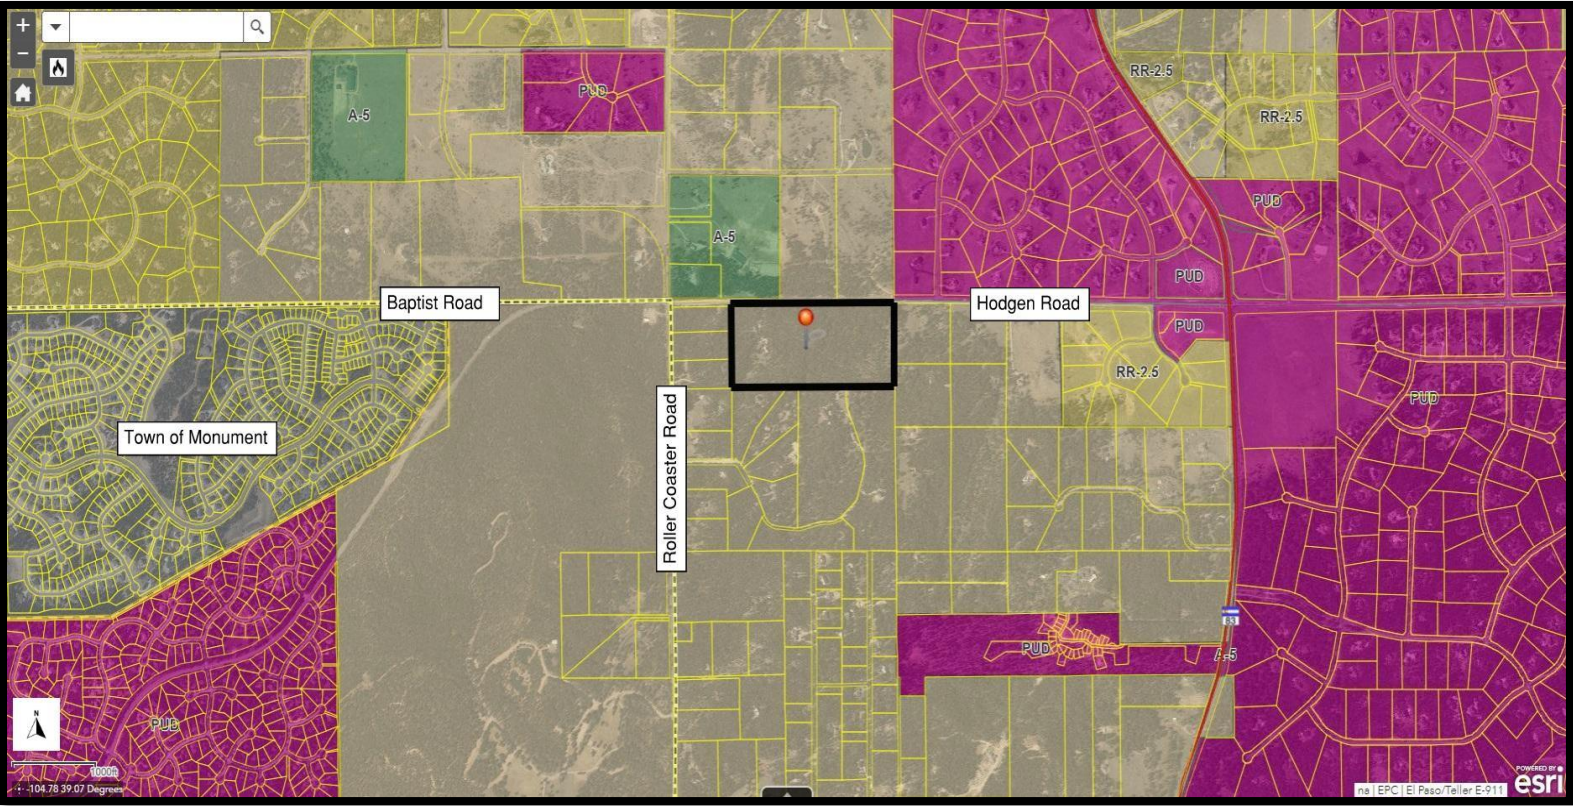 +
−
RR-2.5
PUD
A-5
RR-2.5
PUD
A-5
PUD
Baptist Road
Hodgen Road
PUD
RR-2.5
PUD
Town of Monument
Roller Coaster Road
83
PUD
A-5
PUD
N
1000ft
-104.78 39.07 Degrees
POWERED BY
esri
na | EPC | El Paso/Teller E-911